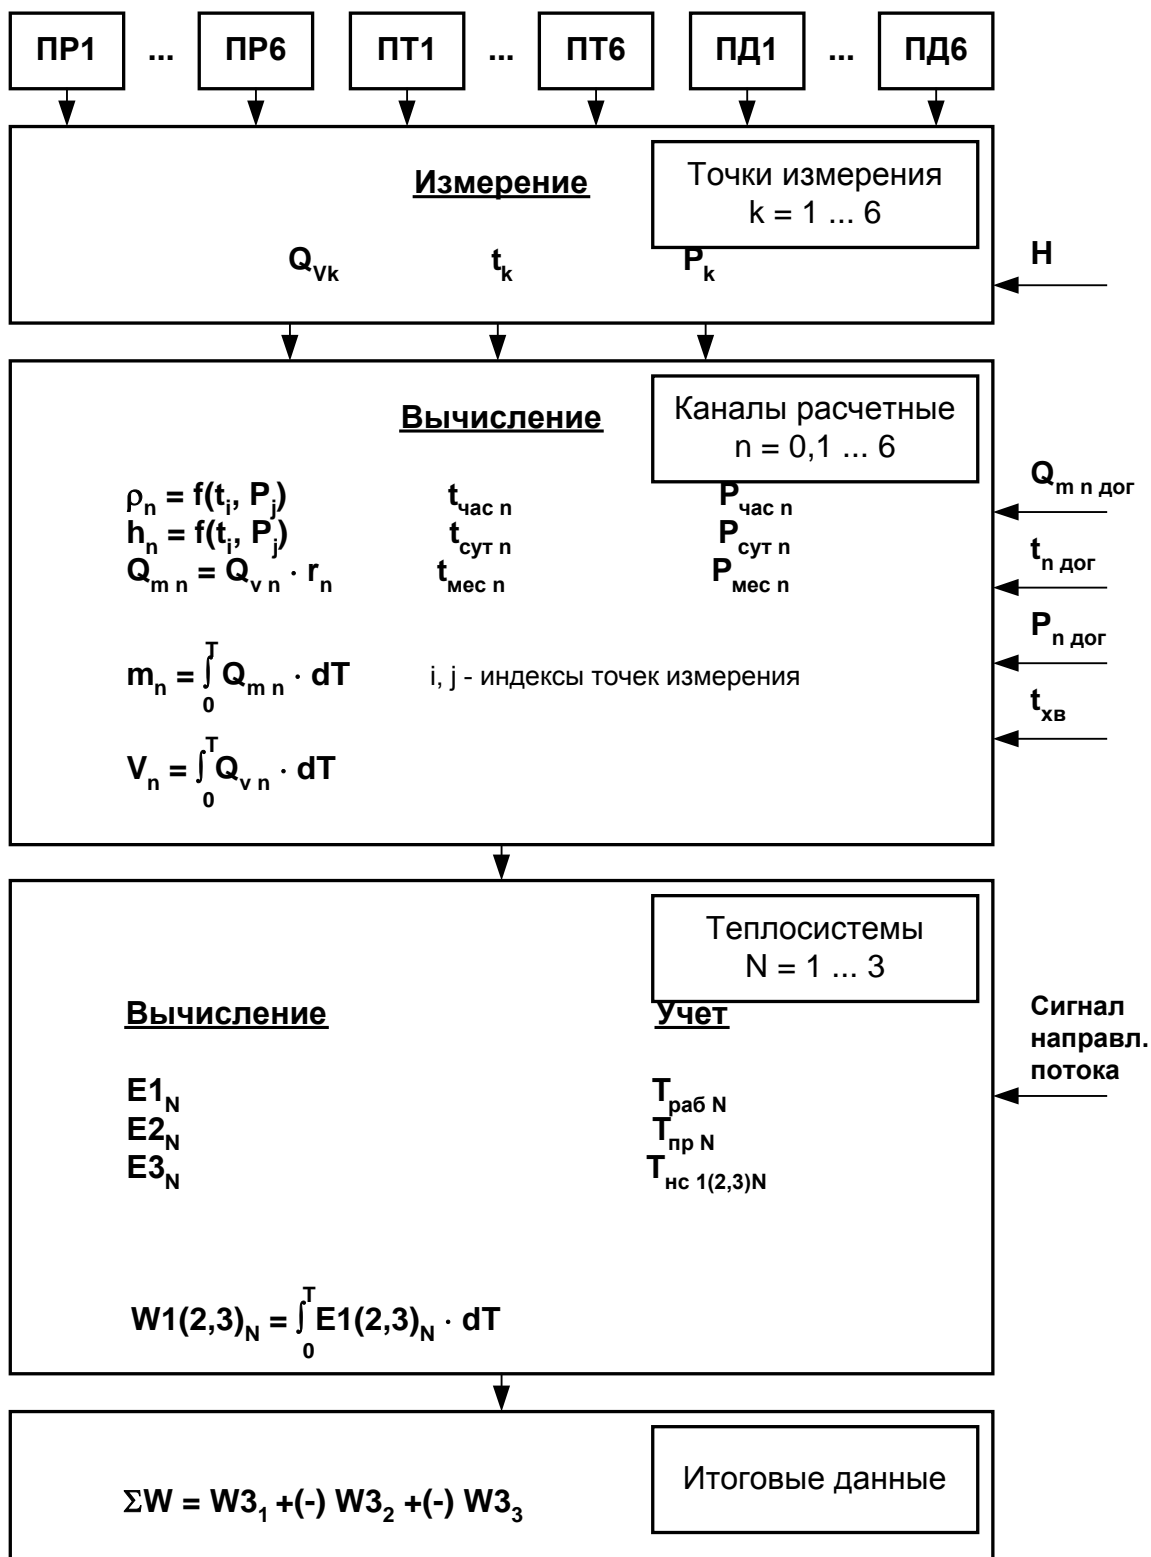 ПР1 ... ПР6 ПТ1 ... ПТ6 ПД1 ... ПД6
Точки измерения
k = 1 ... 6
Измерение
Q_Vk t_k P_k
H
Каналы расчетные
n = 0,1 ... 6
Вычисление
ρ_n = f(t_i, P_j) t_час n P_час n
h_n = f(t_i, P_j) t_сут n P_сут n
Q_m n = Q_v n · r_n t_мес n P_мес n
m_n = ∫_0^T Q_m n · dT i, j - индексы точек измерения
V_n = ∫_0^T Q_v n · dT
Q_m n дог
t_n дог
P_n дог
t_хв
Теплосистемы
N = 1 ... 3
Вычисление Учет
E1_N T_раб N
E2_N T_пр N
E3_N T_нс 1(2,3)N
W1(2,3)_N = ∫_0^T E1(2,3)_N · dT
Сигнал
направл.
потока
Итоговые данные
ΣW = W3_1 +(-) W3_2 +(-) W3_3